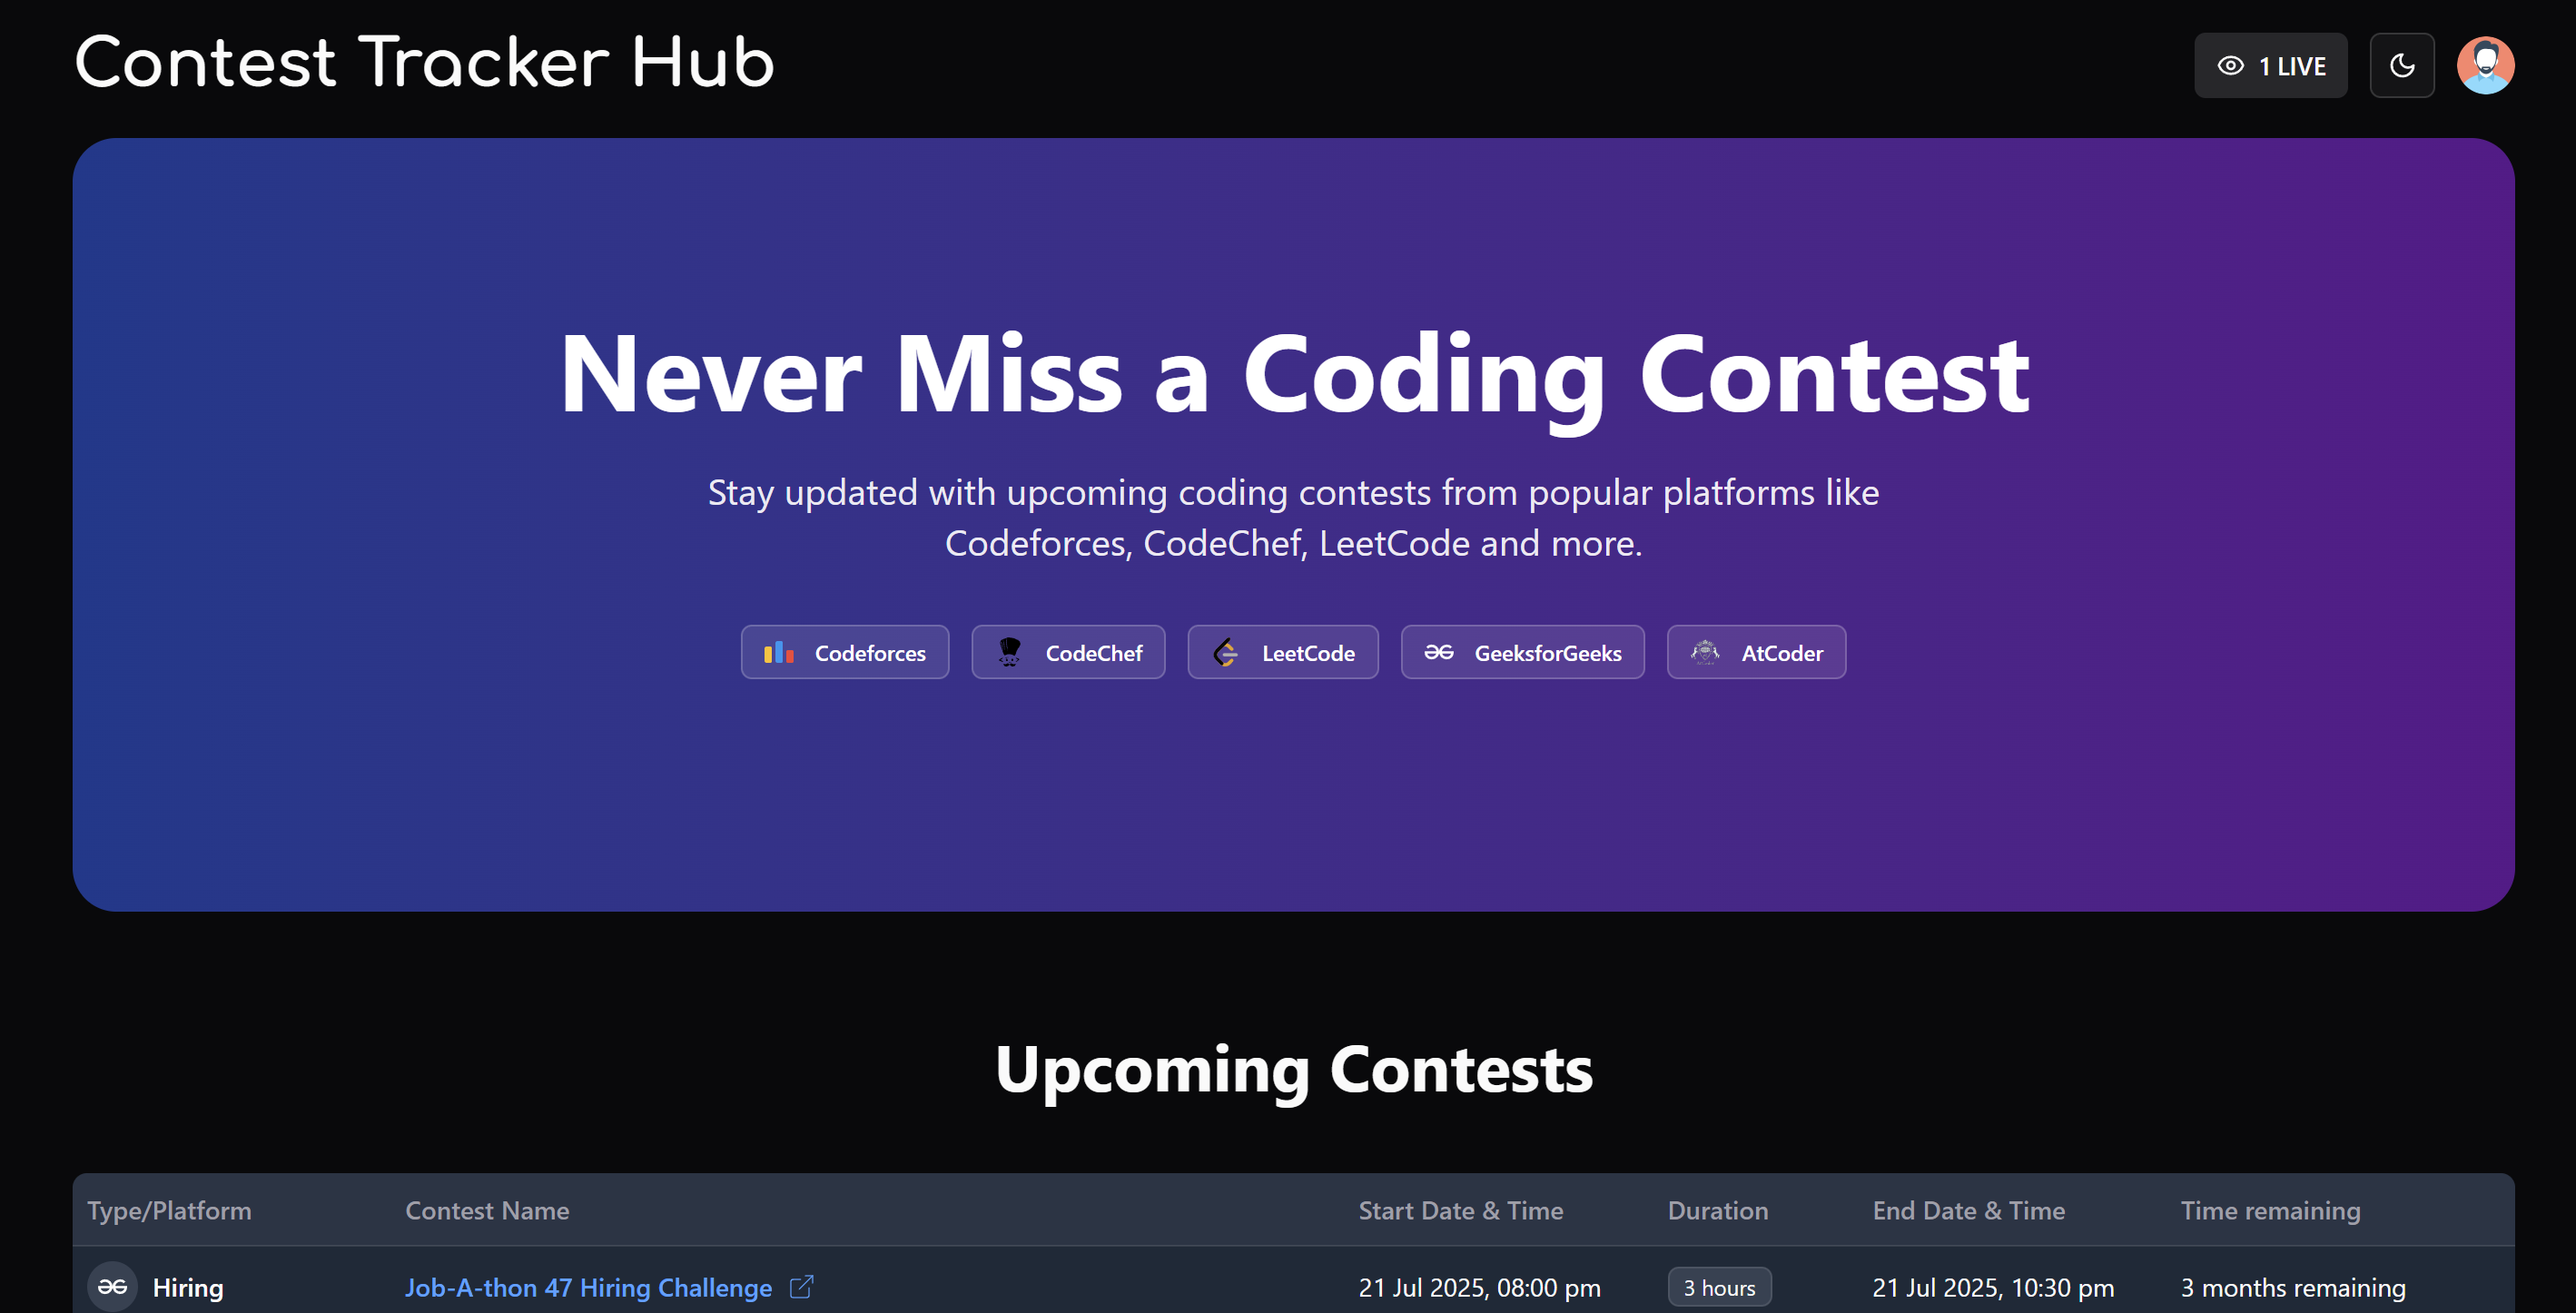 Contest Tracker Hub
1 LIVE
Never Miss a Coding Contest
Stay updated with upcoming coding contests from popular platforms like
Codeforces, CodeChef, LeetCode and more.
Codeforces CodeChef LeetCode GeeksforGeeks AtCoder
Upcoming Contests
Type/Platform Contest Name Start Date & Time Duration End Date & Time Time remaining
Hiring Job-A-thon 47 Hiring Challenge 21 Jul 2025, 08:00 pm 3 hours 21 Jul 2025, 10:30 pm 3 months remaining